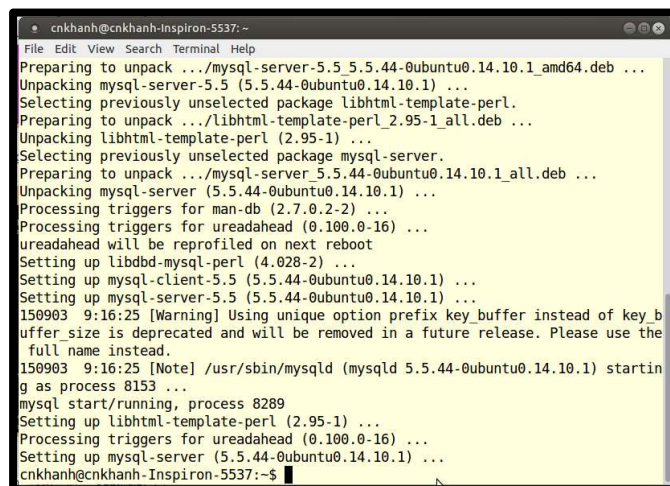 cnkhanh@cnkhanh-Inspiron-5537: ~
File Edit View Search Terminal Help
Preparing to unpack .../mysql-server-5.5_5.5.44-0ubuntu0.14.10.1_amd64.deb ...
Unpacking mysql-server-5.5 (5.5.44-0ubuntu0.14.10.1) ...
Selecting previously unselected package libhtml-template-perl.
Preparing to unpack .../libhtml-template-perl_2.95-1_all.deb ...
Unpacking libhtml-template-perl (2.95-1) ...
Selecting previously unselected package mysql-server.
Preparing to unpack .../mysql-server_5.5.44-0ubuntu0.14.10.1_all.deb ...
Unpacking mysql-server (5.5.44-0ubuntu0.14.10.1) ...
Processing triggers for man-db (2.7.0.2-2) ...
Processing triggers for ureadahead (0.100.0-16) ...
ureadahead will be reprofiled on next reboot
Setting up libdbd-mysql-perl (4.028-2) ...
Setting up mysql-client-5.5 (5.5.44-0ubuntu0.14.10.1) ...
Setting up mysql-server-5.5 (5.5.44-0ubuntu0.14.10.1) ...
150903  9:16:25 [Warning] Using unique option prefix key_buffer instead of key_b
uffer_size is deprecated and will be removed in a future release. Please use the
 full name instead.
150903  9:16:25 [Note] /usr/sbin/mysqld (mysqld 5.5.44-0ubuntu0.14.10.1) startin
g as process 8153 ...
mysql start/running, process 8289
Setting up libhtml-template-perl (2.95-1) ...
Processing triggers for ureadahead (0.100.0-16) ...
Setting up mysql-server (5.5.44-0ubuntu0.14.10.1) ...
cnkhanh@cnkhanh-Inspiron-5537:~$